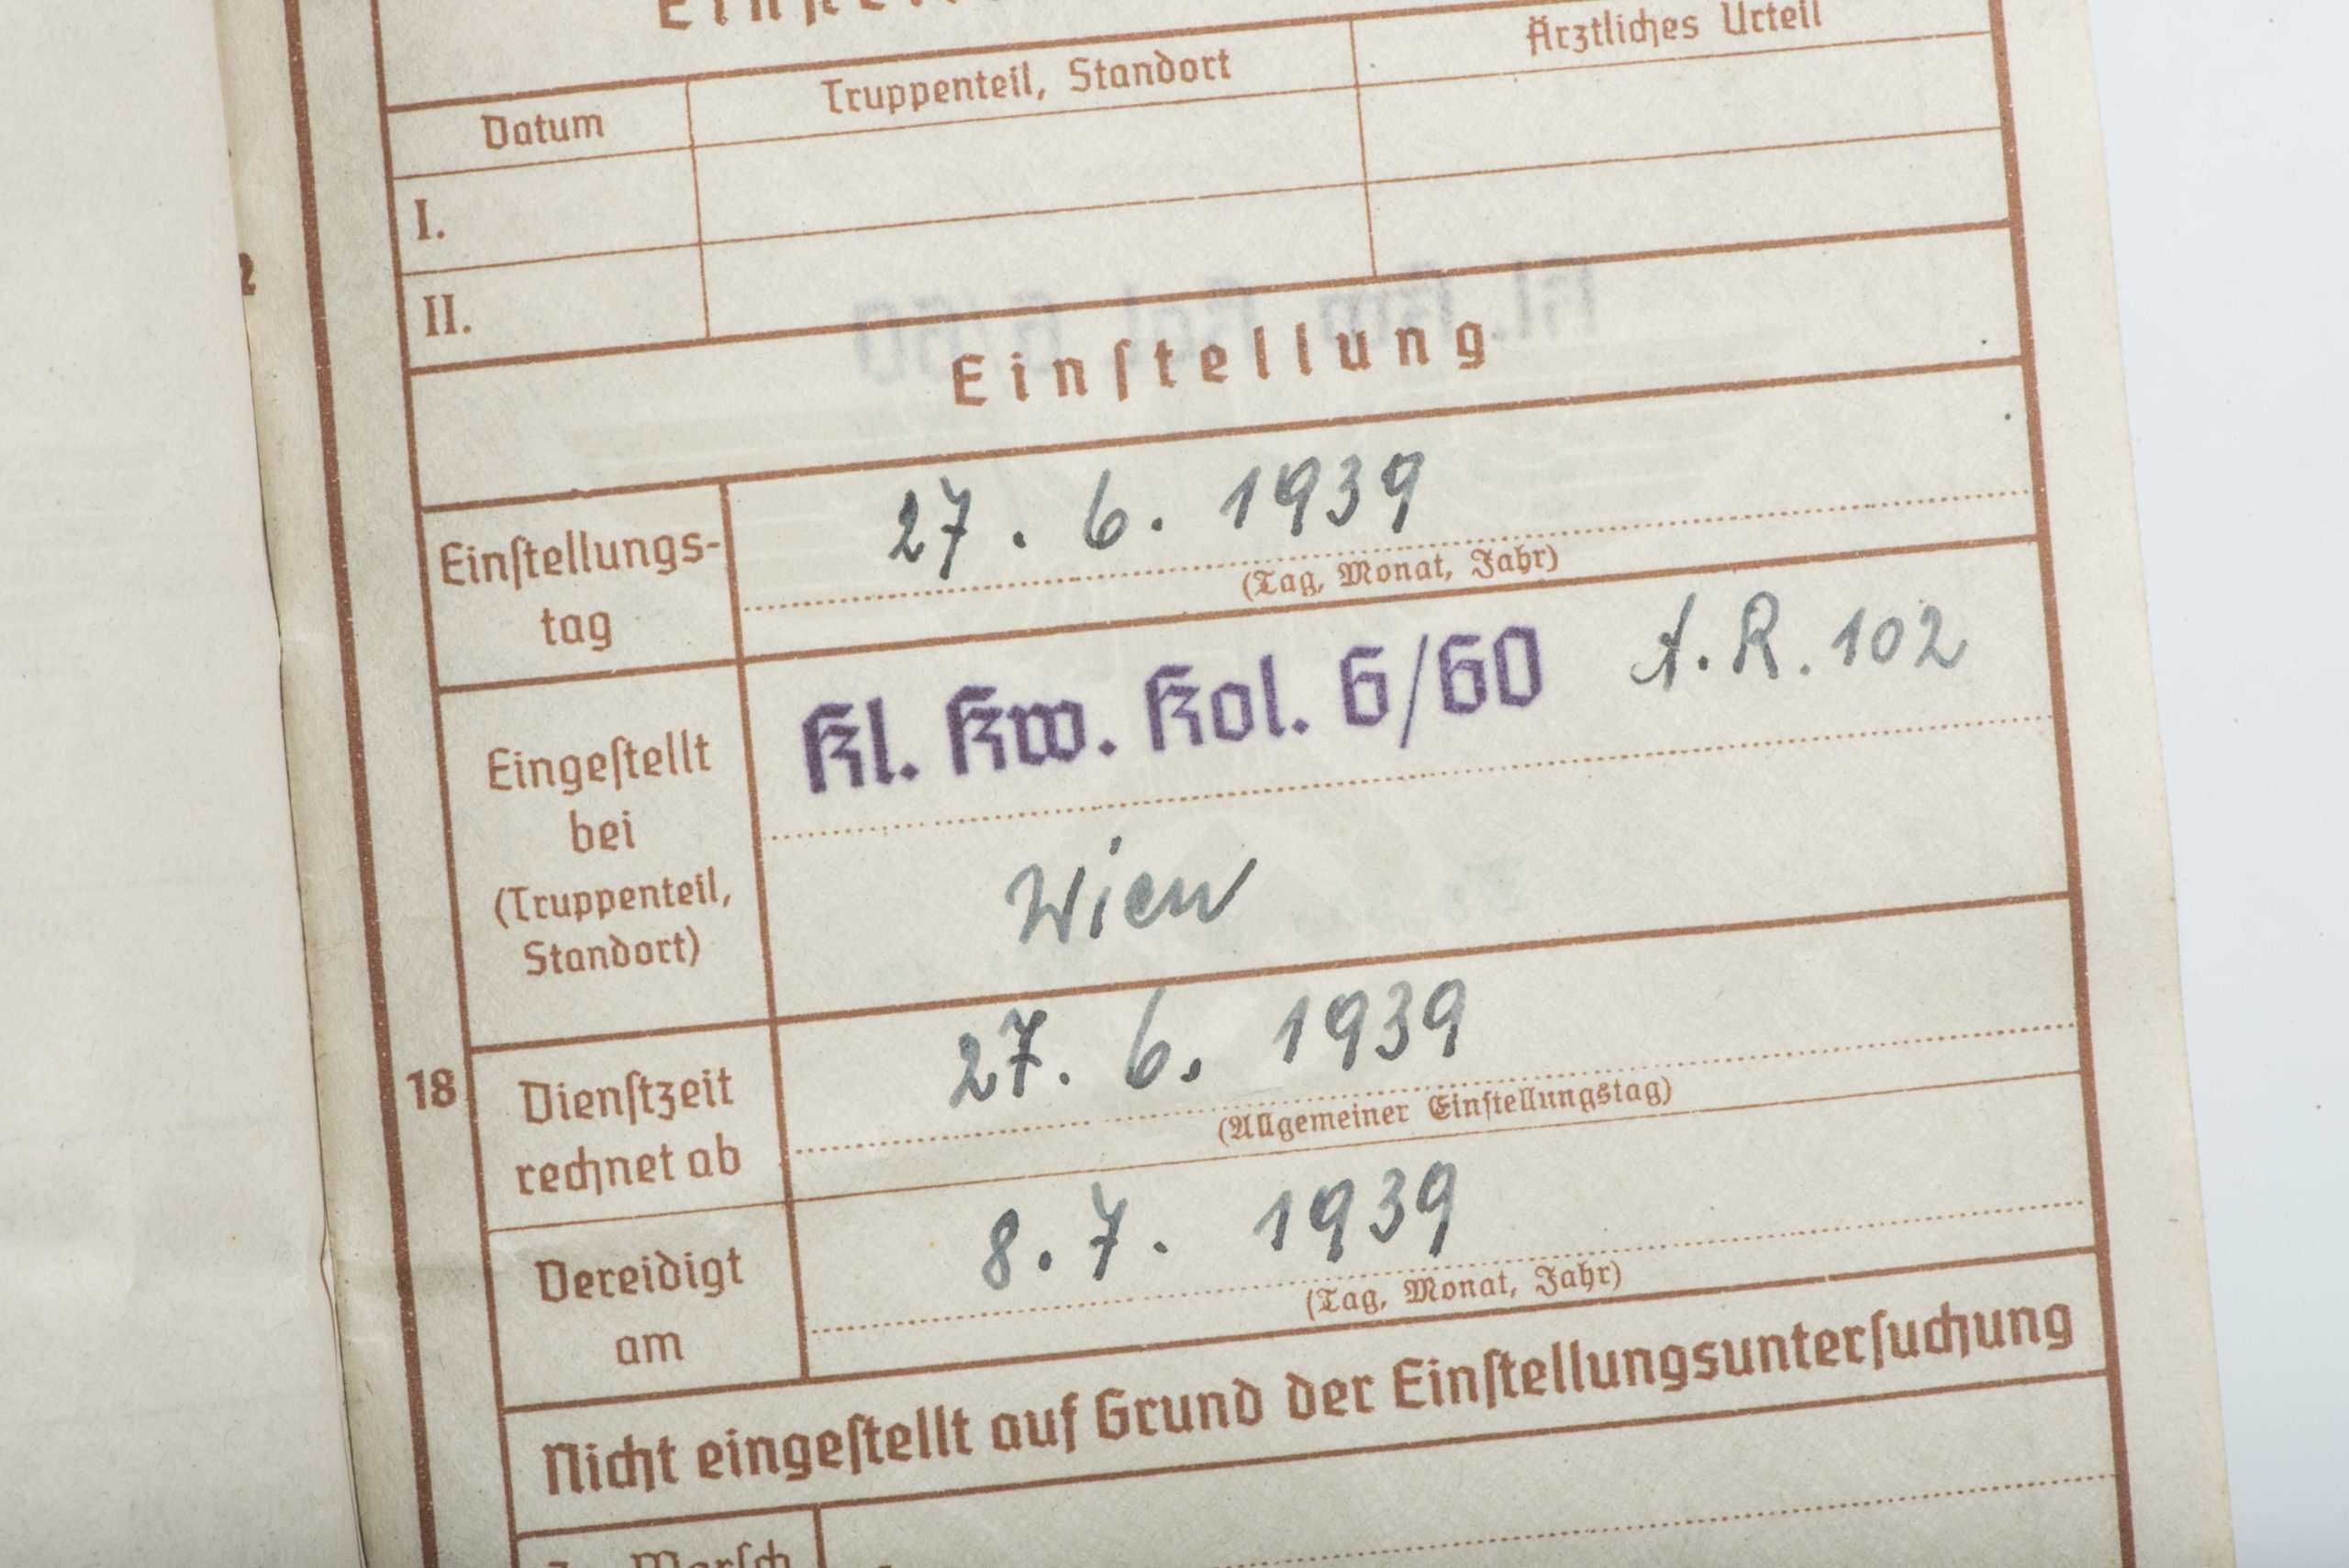 Datum Truppenteil, Standort Ärztliches Urteil
I.
II.
Einſtellung
Einſtellungs-
tag
27. 6. 1939
(Tag, Monat, Jahr)
Eingeſtellt
bei
(Truppenteil,
Standort)
Kl. Kw. Kol. 6/60 A.R. 102
Wien
18
Dienſtzeit
rechnet ab
27. 6. 1939
(Allgemeiner Einſtellungstag)
Vereidigt
am
8. 7. 1939
(Tag, Monat, Jahr)
Nicht eingeſtellt auf Grund der Einſtellungsunterſuchung